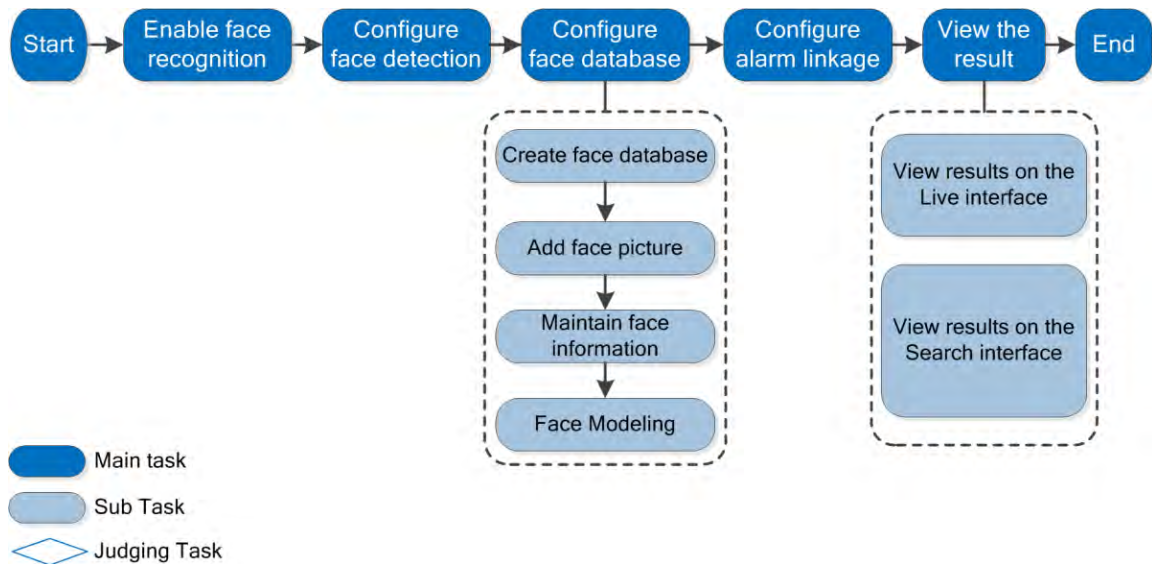 Start
Enable face
recognition
Configure
face detection
Configure
face database
Configure
alarm linkage
View the
result
End
Create face database
Add face picture
Maintain face
information
Face Modeling
View results on the
Live interface
View results on the
Search interface
Main task
Sub Task
Judging Task